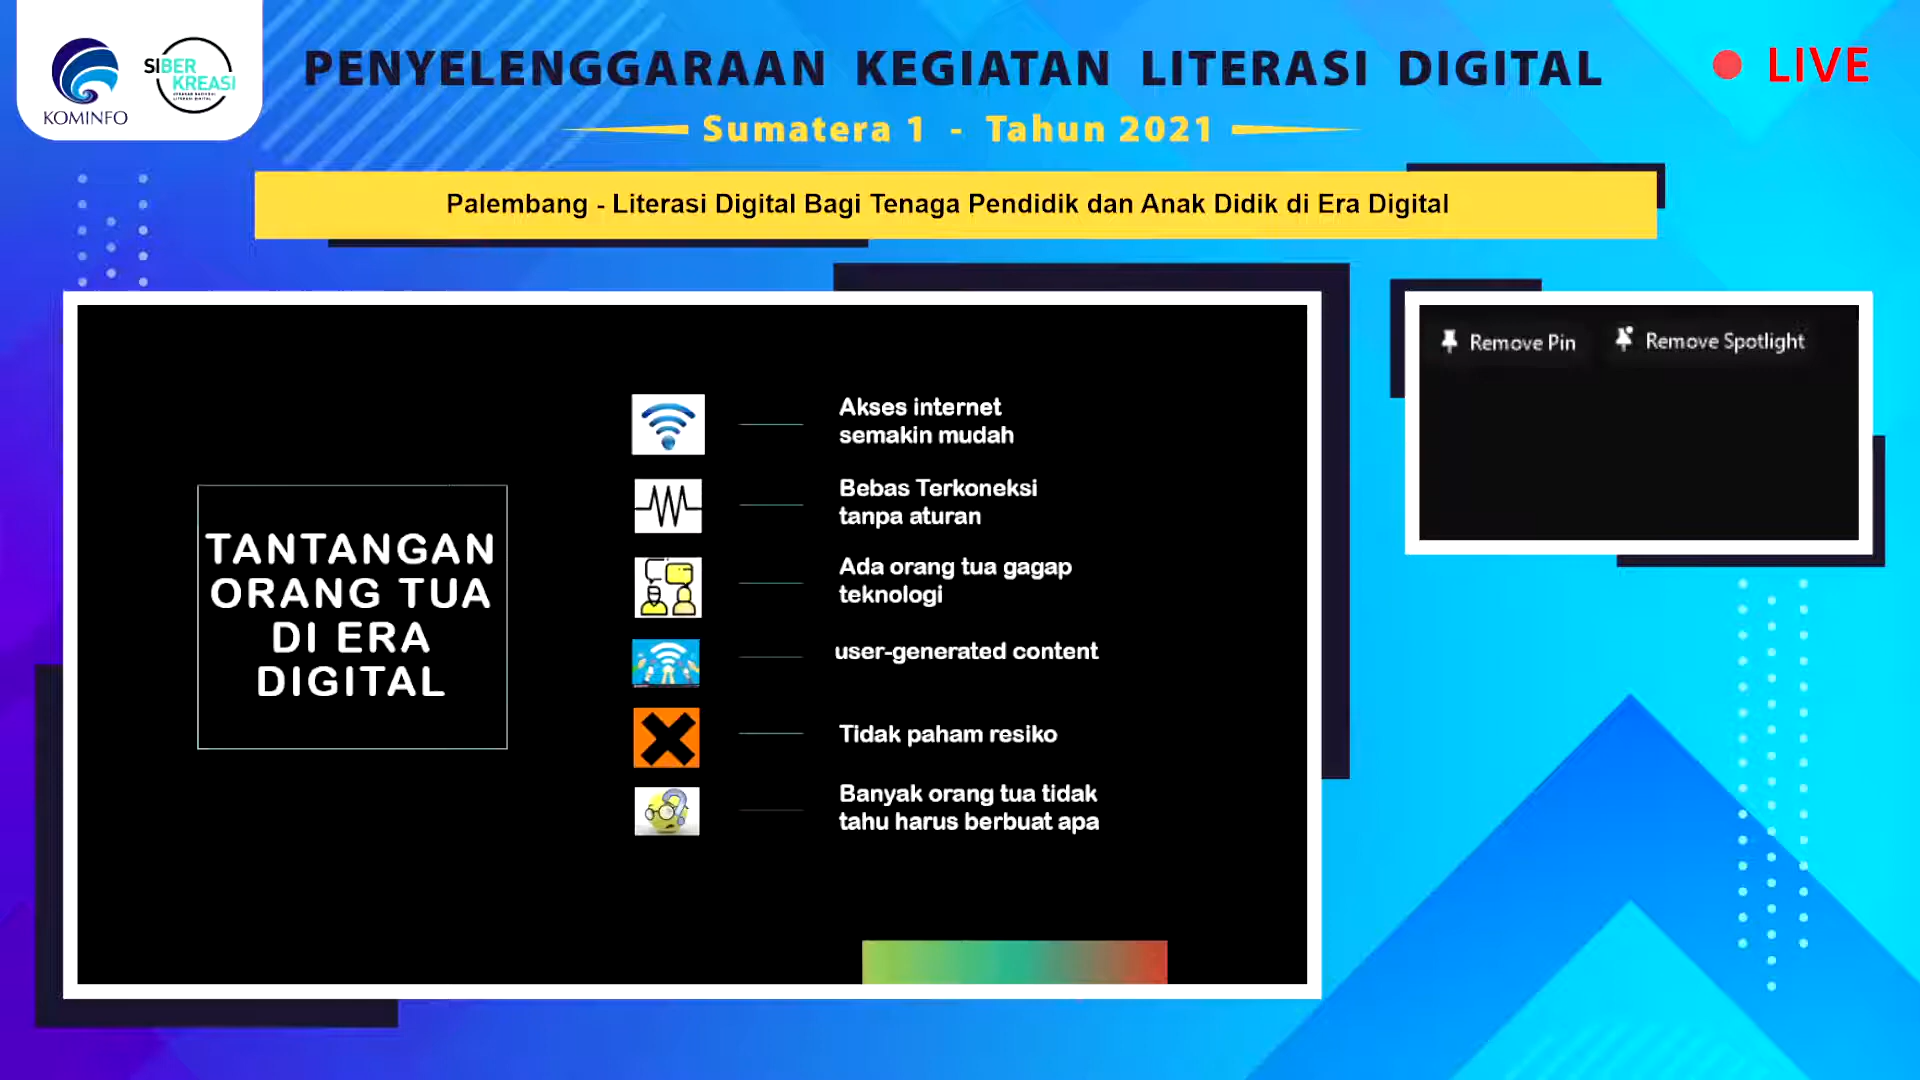 KOMINFO
SIBER
KREASI
PENYELENGGARAAN KEGIATAN LITERASI DIGITAL
LIVE
Sumatera 1 - Tahun 2021
Palembang - Literasi Digital Bagi Tenaga Pendidik dan Anak Didik di Era Digital
TANTANGAN
ORANG TUA
DI ERA
DIGITAL
Akses internet
semakin mudah
Bebas Terkoneksi
tanpa aturan
Ada orang tua gagap
teknologi
user-generated content
Tidak paham resiko
Banyak orang tua tidak
tahu harus berbuat apa
Remove Pin
Remove Spotlight